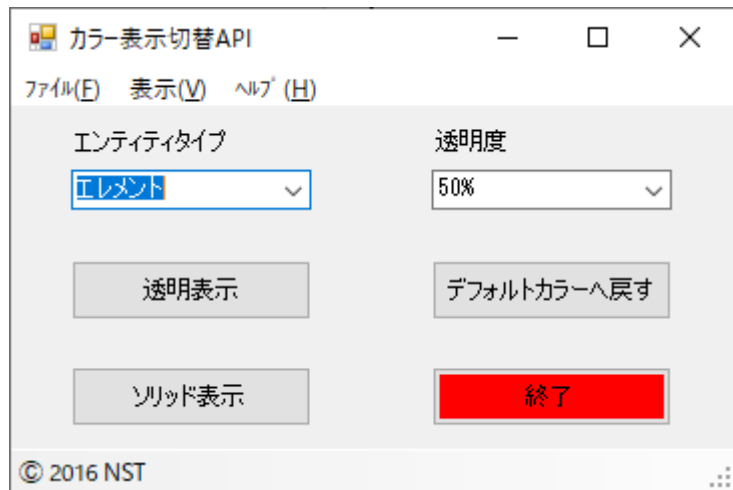 カラー表示切替API
ﾌｧｲﾙ(F) 表示(V) ﾍﾙﾌﾟ(H)
エンティティタイプ 透明度
エレメント 50%
透明表示 デフォルトカラーへ戻す
ソリッド表示 終了
© 2016 NST